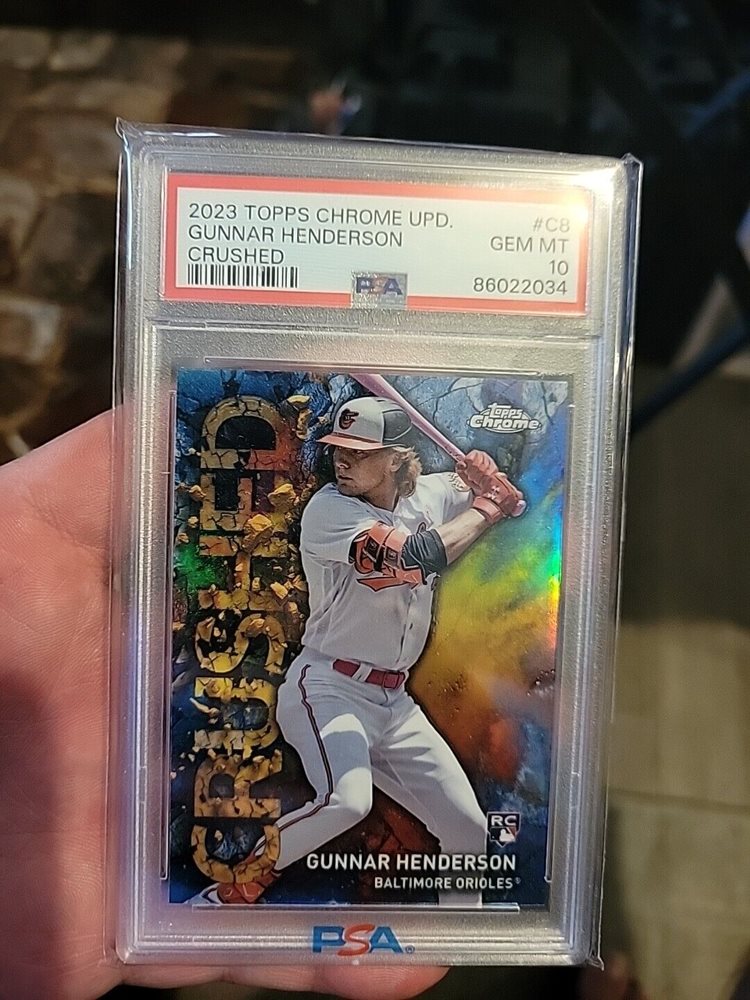 2023 TOPPS CHROME UPD. #C8
GUNNAR HENDERSON GEM MT
CRUSHED 10
PSA 86022034
CRUSHED
Topps
Chrome
RC
GUNNAR HENDERSON
BALTIMORE ORIOLES®
PSA®